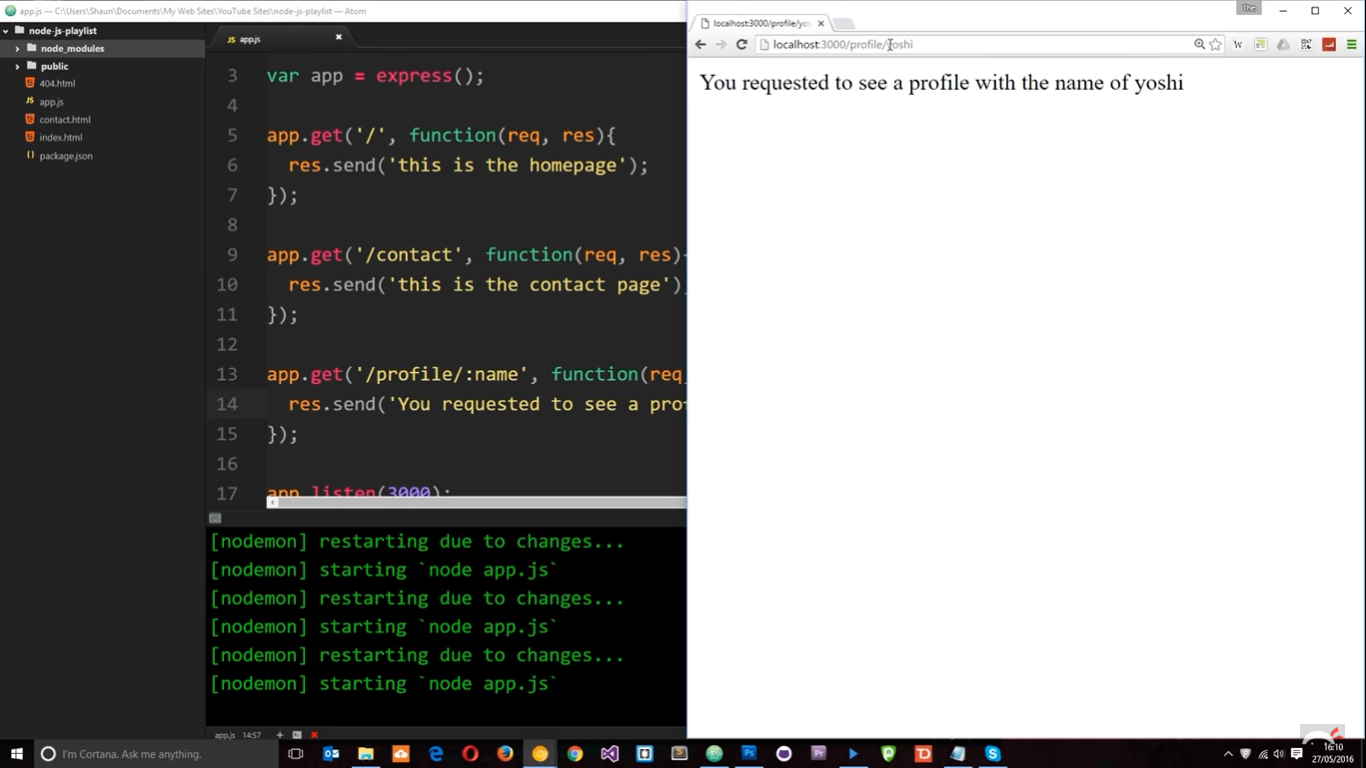 app.js — C:\Users\Shaun\Documents\My Web Sites\YouTube Sites\node-js-playlist — Atom
node-js-playlist
node_modules
public
404.html
app.js
contact.html
index.html
package.json
app.js
3 var app = express();
4
5 app.get('/', function(req, res){
6 res.send('this is the homepage');
7 });
8
9 app.get('/contact', function(req, res)
10 res.send('this is the contact page')
11 });
12
13 app.get('/profile/:name', function(req
14 res.send('You requested to see a pro
15 });
16
17 app.listen(3000);
[nodemon] restarting due to changes...
[nodemon] starting `node app.js`
[nodemon] restarting due to changes...
[nodemon] starting `node app.js`
[nodemon] restarting due to changes...
[nodemon] starting `node app.js`
app.js 14:57
The
localhost:3000/profile/yos
localhost:3000/profile/yoshi
You requested to see a profile with the name of yoshi
I'm Cortana. Ask me anything.
16:10
27/05/2016